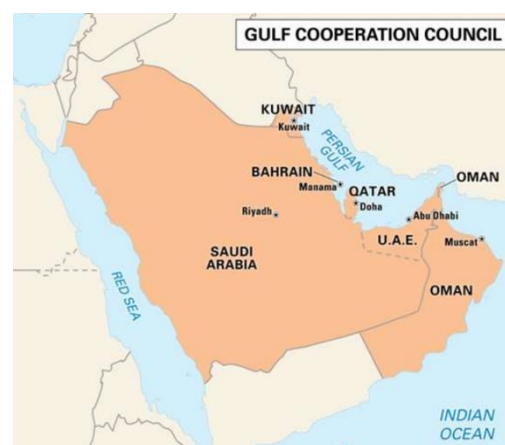 GULF COOPERATION COUNCIL
KUWAIT
Kuwait
PERSIAN
GULF
BAHRAIN
Manama
QATAR
Doha
OMAN
Abu Dhabi
Riyadh
U.A.E.
Muscat
SAUDI
ARABIA
OMAN
RED SEA
INDIAN
OCEAN